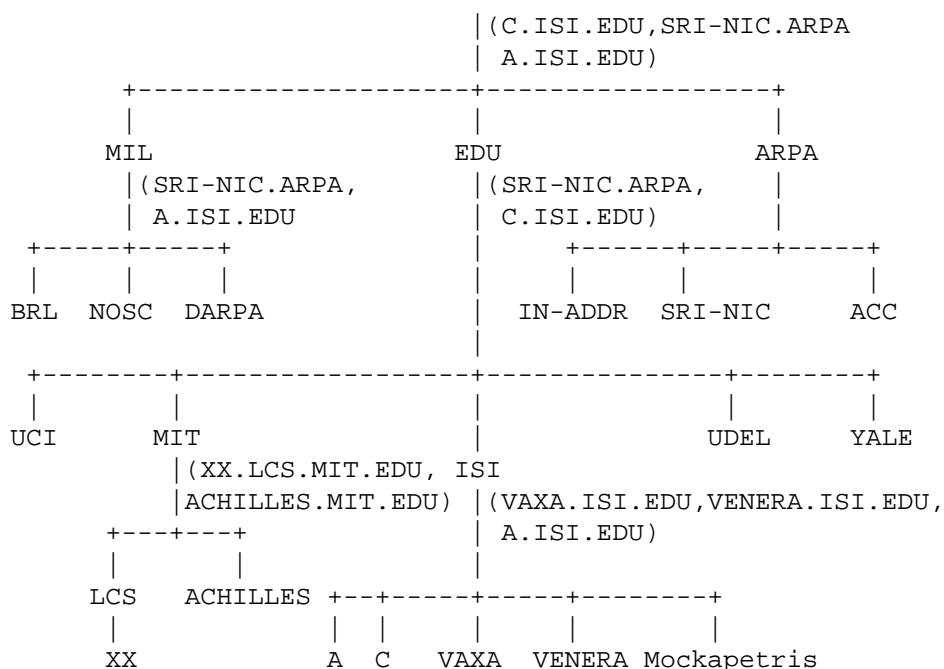 (C.ISI.EDU,SRI-NIC.ARPA
A.ISI.EDU)
MIL EDU ARPA
(SRI-NIC.ARPA, (SRI-NIC.ARPA,
A.ISI.EDU C.ISI.EDU)
BRL NOSC DARPA IN-ADDR SRI-NIC ACC
UCI MIT UDEL YALE
(XX.LCS.MIT.EDU, ISI
ACHILLES.MIT.EDU) (VAXA.ISI.EDU,VENERA.ISI.EDU,
A.ISI.EDU)
LCS ACHILLES
XX A C VAXA VENERA Mockapetris